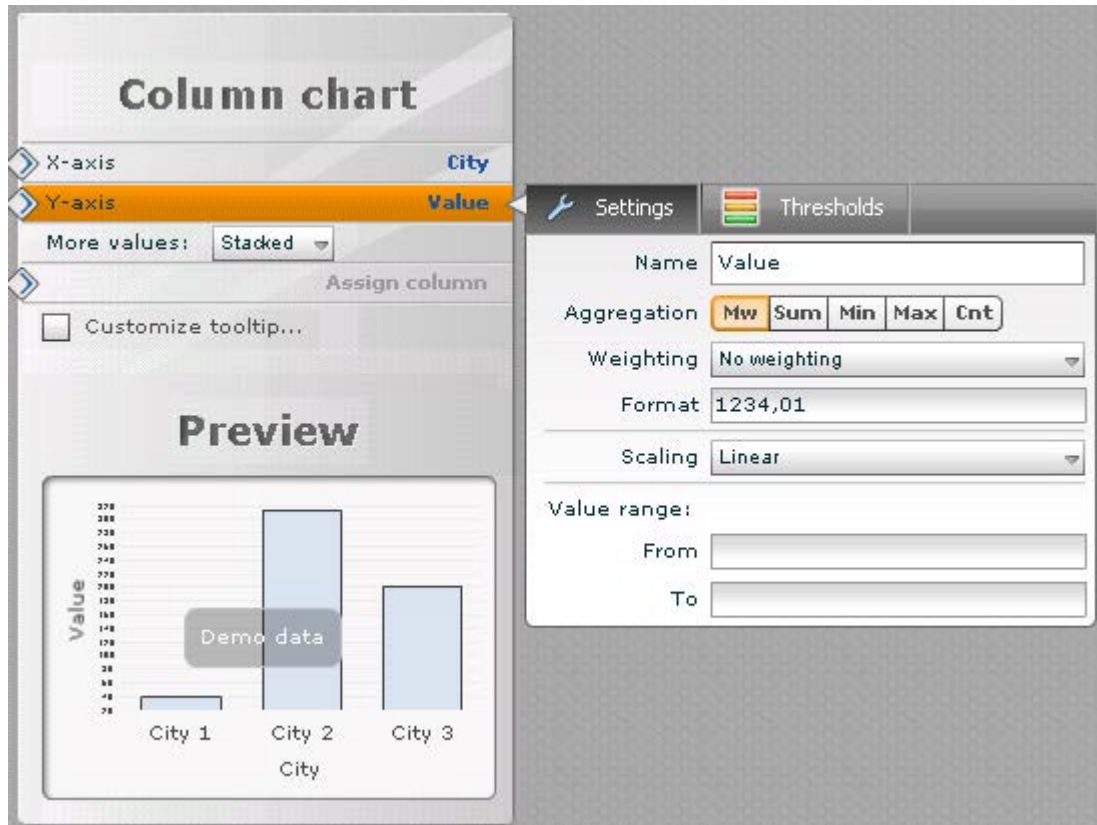 Column chart
X-axis City
Y-axis Value
More values: Stacked
Assign column
Customize tooltip...
Preview
Value
Demo data
City 1 City 2 City 3
City
Settings Thresholds
Name Value
Aggregation Mw Sum Min Max Cnt
Weighting No weighting
Format 1234,01
Scaling Linear
Value range:
From
To